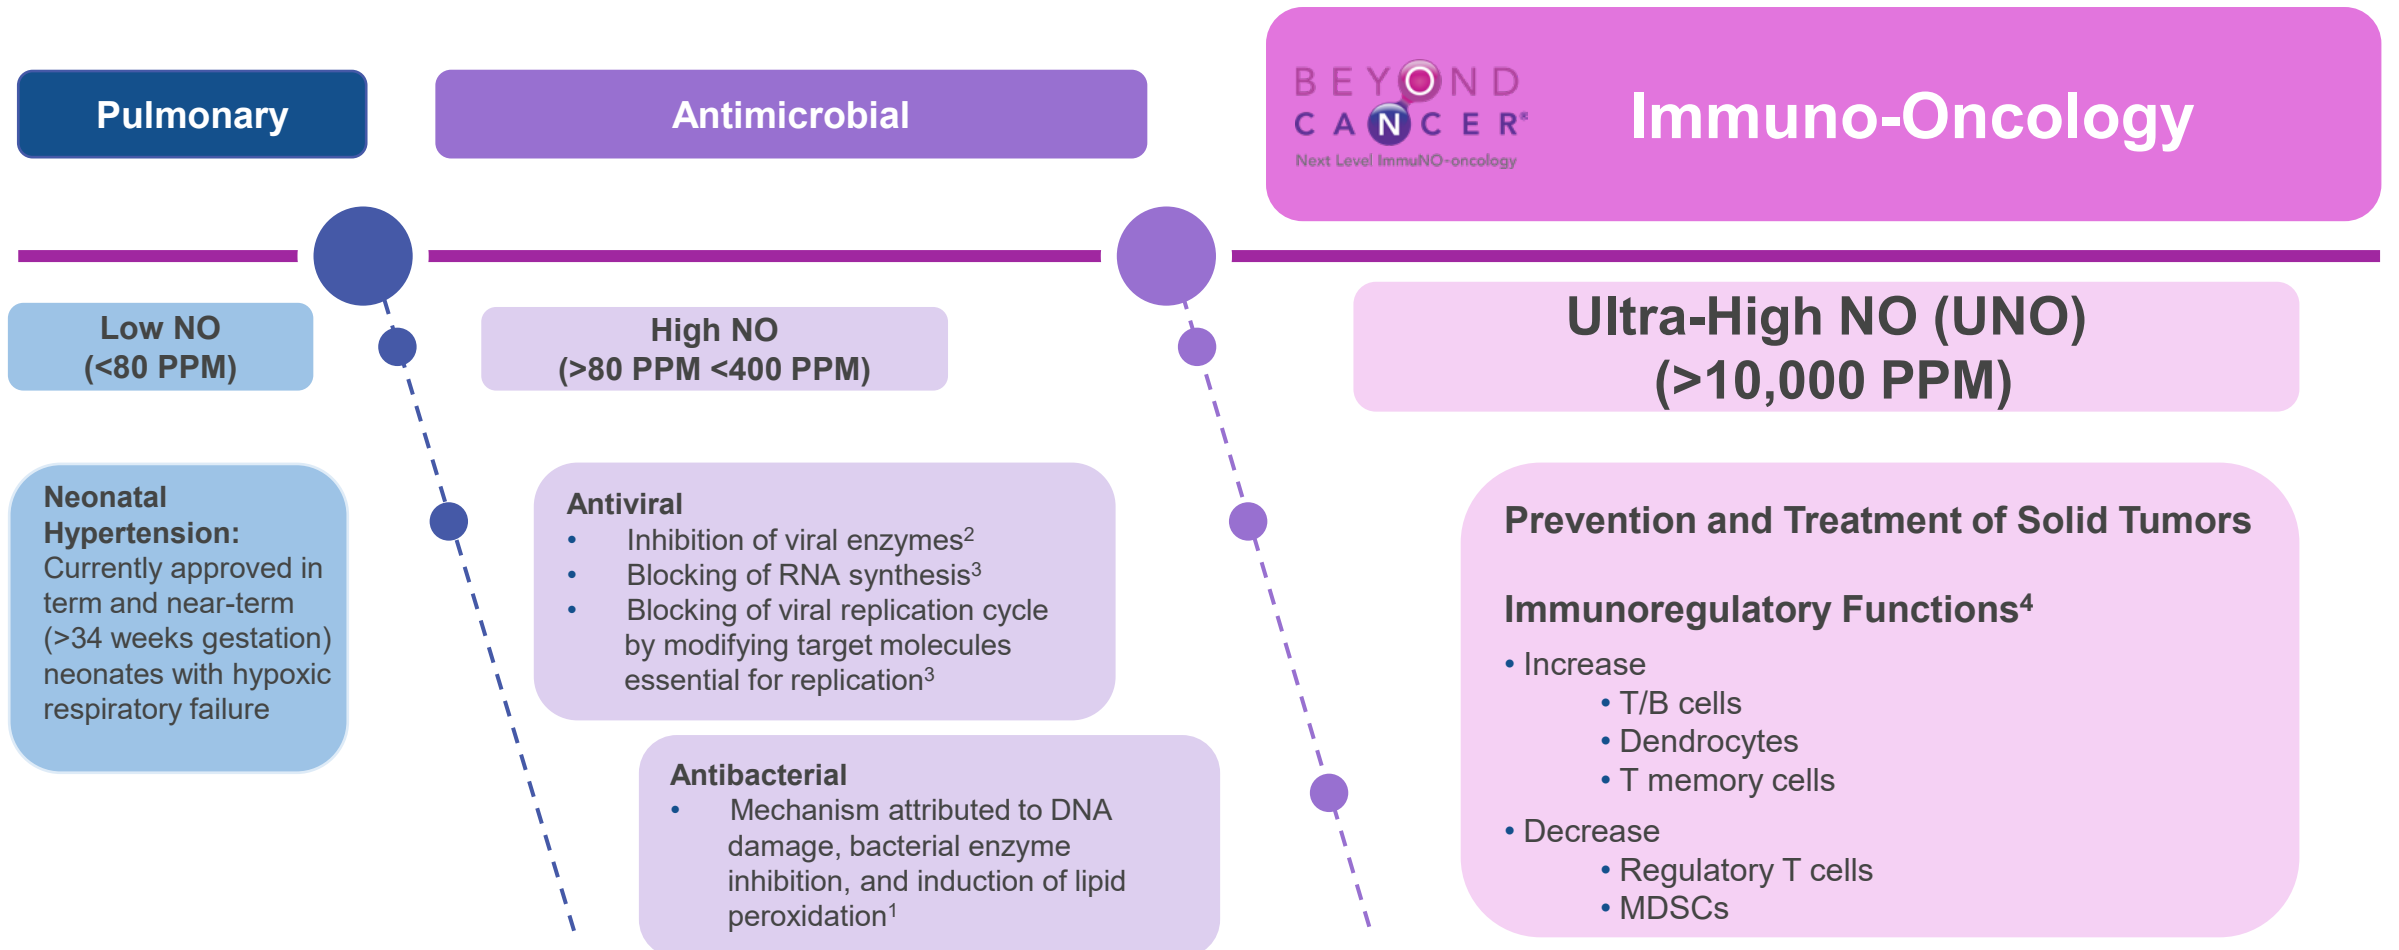 Pulmonary
Antimicrobial
BEYOND
CANCER®
Next Level ImmuNO-oncology
Immuno-Oncology
Low NO
(<80 PPM)
High NO
(>80 PPM <400 PPM)
Ultra-High NO (UNO)
(>10,000 PPM)
Neonatal
Hypertension:
Currently approved in
term and near-term
(>34 weeks gestation)
neonates with hypoxic
respiratory failure
Antiviral
• Inhibition of viral enzymes²
• Blocking of RNA synthesis³
• Blocking of viral replication cycle
by modifying target molecules
essential for replication³
Antibacterial
• Mechanism attributed to DNA
damage, bacterial enzyme
inhibition, and induction of lipid
peroxidation¹
Prevention and Treatment of Solid Tumors
Immunoregulatory Functions⁴
• Increase
• T/B cells
• Dendrocytes
• T memory cells
• Decrease
• Regulatory T cells
• MDSCs